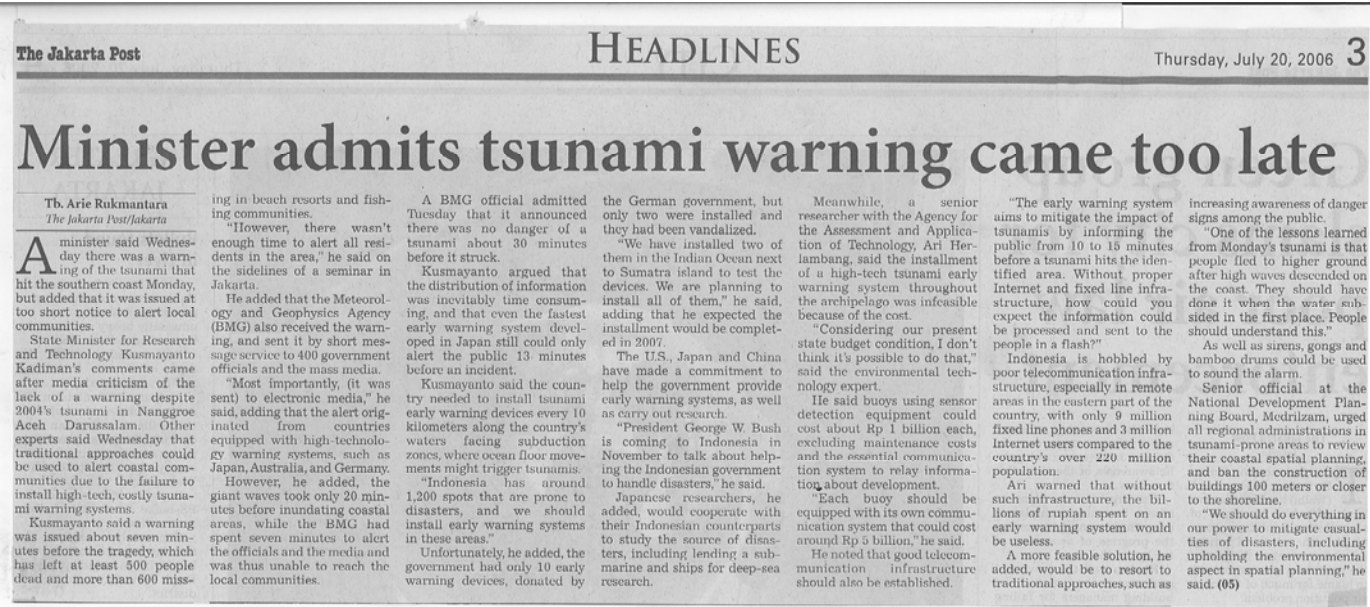 The Jakarta Post
HEADLINES
Thursday, July 20, 2006 3
Minister admits tsunami warning came too late
Tb. Arie Rukmantara
The Jakarta Post/Jakarta
A minister said Wednes-
day there was a warn-
ing of the tsunami that
hit the southern coast Monday,
but added that it was issued at
too short notice to alert local
communities.
State Minister for Research
and Technology Kusmayanto
Kadiman's comments came
after media criticism of the
lack of a warning despite
2004's tsunami in Nanggroe
Aceh Darussalam. Other
experts said Wednesday that
traditional approaches could
be used to alert coastal com-
munities due to the failure to
install high-tech, costly tsuna-
mi warning systems.
Kusmayanto said a warning
was issued about seven min-
utes before the tragedy, which
has left at least 500 people
dead and more than 600 miss-
ing in beach resorts and fish-
ing communities.
"However, there wasn't
enough time to alert all resi-
dents in the area," he said on
the sidelines of a seminar in
Jakarta.
He added that the Meteorol-
ogy and Geophysics Agency
(BMG) also received the warn-
ing, and sent it by short mes-
sage service to 400 government
officials and the mass media.
"Most importantly, (it was
sent) to electronic media," he
said, adding that the alert orig-
inated from countries
equipped with high-technolo-
gy warning systems, such as
Japan, Australia, and Germany.
However, he added, the
giant waves took only 20 min-
utes before inundating coastal
areas, while the BMG had
spent seven minutes to alert
the officials and the media and
was thus unable to reach the
local communities.
A BMG official admitted
Tuesday that it announced
there was no danger of a
tsunami about 30 minutes
before it struck.
Kusmayanto argued that
the distribution of information
was inevitably time consum-
ing, and that even the fastest
early warning system devel-
oped in Japan still could only
alert the public 13 minutes
before an incident.
Kusmayanto said the coun-
try needed to install tsunami
early warning devices every 10
kilometers along the country's
waters facing subduction
zones, where ocean floor move-
ments might trigger tsunamis.
"Indonesia has around
1,200 spots that are prone to
disasters, and we should
install early warning systems
in these areas."
Unfortunately, he added, the
government had only 10 early
warning devices, donated by
the German government, but
only two were installed and
they had been vandalized.
"We have installed two of
them in the Indian Ocean next
to Sumatra island to test the
devices. We are planning to
install all of them," he said,
adding that he expected the
installment would be complet-
ed in 2007.
The U.S., Japan and China
have made a commitment to
help the government provide
early warning systems, as well
as carry out research.
"President George W. Bush
is coming to Indonesia in
November to talk about help-
ing the Indonesian government
to handle disasters," he said.
Japanese researchers, he
added, would cooperate with
their Indonesian counterparts
to study the source of disas-
ters, including lending a sub-
marine and ships for deep-sea
research.
Meanwhile, a senior
researcher with the Agency for
the Assessment and Applica-
tion of Technology, Ari Her-
lambang, said the installment
of a high-tech tsunami early
warning system throughout
the archipelago was infeasible
because of the cost.
"Considering our present
state budget condition, I don't
think it's possible to do that,"
said the environmental tech-
nology expert.
He said buoys using sensor
detection equipment could
cost about Rp 1 billion each,
excluding maintenance costs
and the essential communica-
tion system to relay informa-
tion about development.
"Each buoy should be
equipped with its own commu-
nication system that could cost
around Rp 5 billion," he said.
He noted that good telecom-
munication infrastructure
should also be established.
"The early warning system
aims to mitigate the impact of
tsunamis by informing the
public from 10 to 15 minutes
before a tsunami hits the iden-
tified area. Without proper
Internet and fixed line infra-
structure, how could you
expect the information could
be processed and sent to the
people in a flash?"
Indonesia is hobbled by
poor telecommunication infra-
structure, especially in remote
areas in the eastern part of the
country, with only 9 million
fixed line phones and 3 million
Internet users compared to the
country's over 220 million
population.
Ari warned that without
such infrastructure, the bil-
lions of rupiah spent on an
early warning system would
be useless.
A more feasible solution, he
added, would be to resort to
traditional approaches, such as
increasing awareness of danger
signs among the public.
"One of the lessons learned
from Monday's tsunami is that
people fled to higher ground
after high waves descended on
the coast. They should have
done it when the water sub-
sided in the first place. People
should understand this."
As well as sirens, gongs and
bamboo drums could be used
to sound the alarm.
Senior official at the
National Development Plan-
ning Board, Medrilzam, urged
all regional administrations in
tsunami-prone areas to review
their coastal spatial planning,
and ban the construction of
buildings 100 meters or closer
to the shoreline.
"We should do everything in
our power to mitigate casual-
ties of disasters, including
upholding the environmental
aspect in spatial planning," he
said. (05)